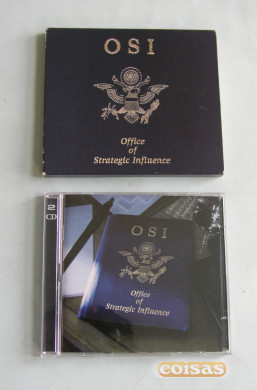 OSI
Office
of
Strategic Influence
2
CD
OSI
Office
of
Strategic Influence
coisas